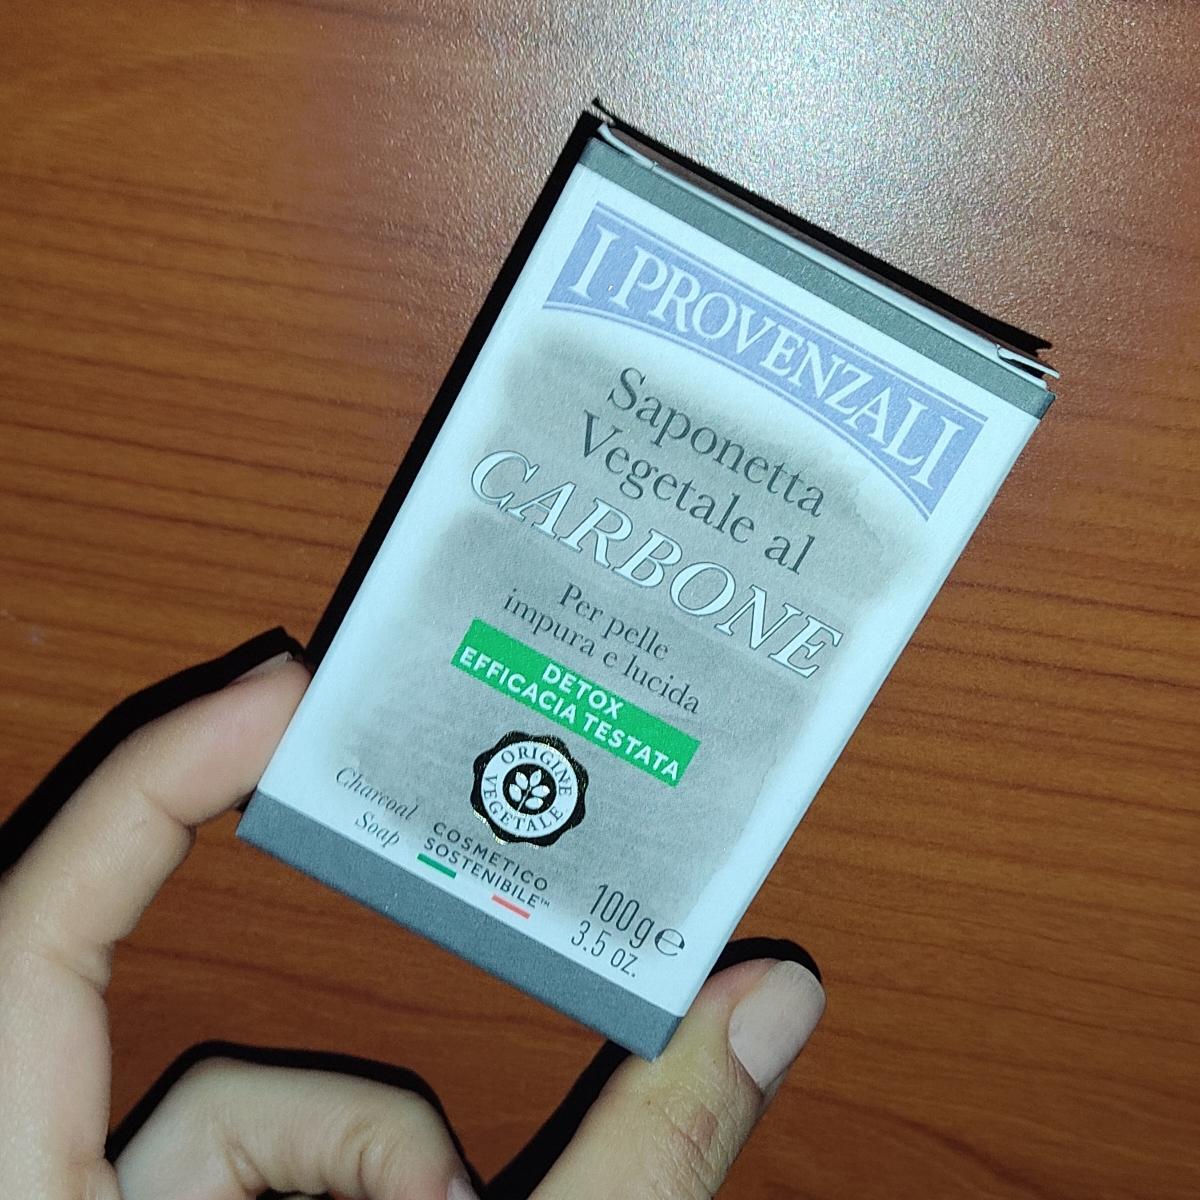 I PROVENZALI
Saponetta
Vegetale al
CARBONE
Per pelle
impura e lucida
DETOX
EFFICACIA TESTATA
ORIGINE
VEGETALE
Charcoal
Soap
COSMETICO
SOSTENIBILE™
100g℮
3.5 OZ.